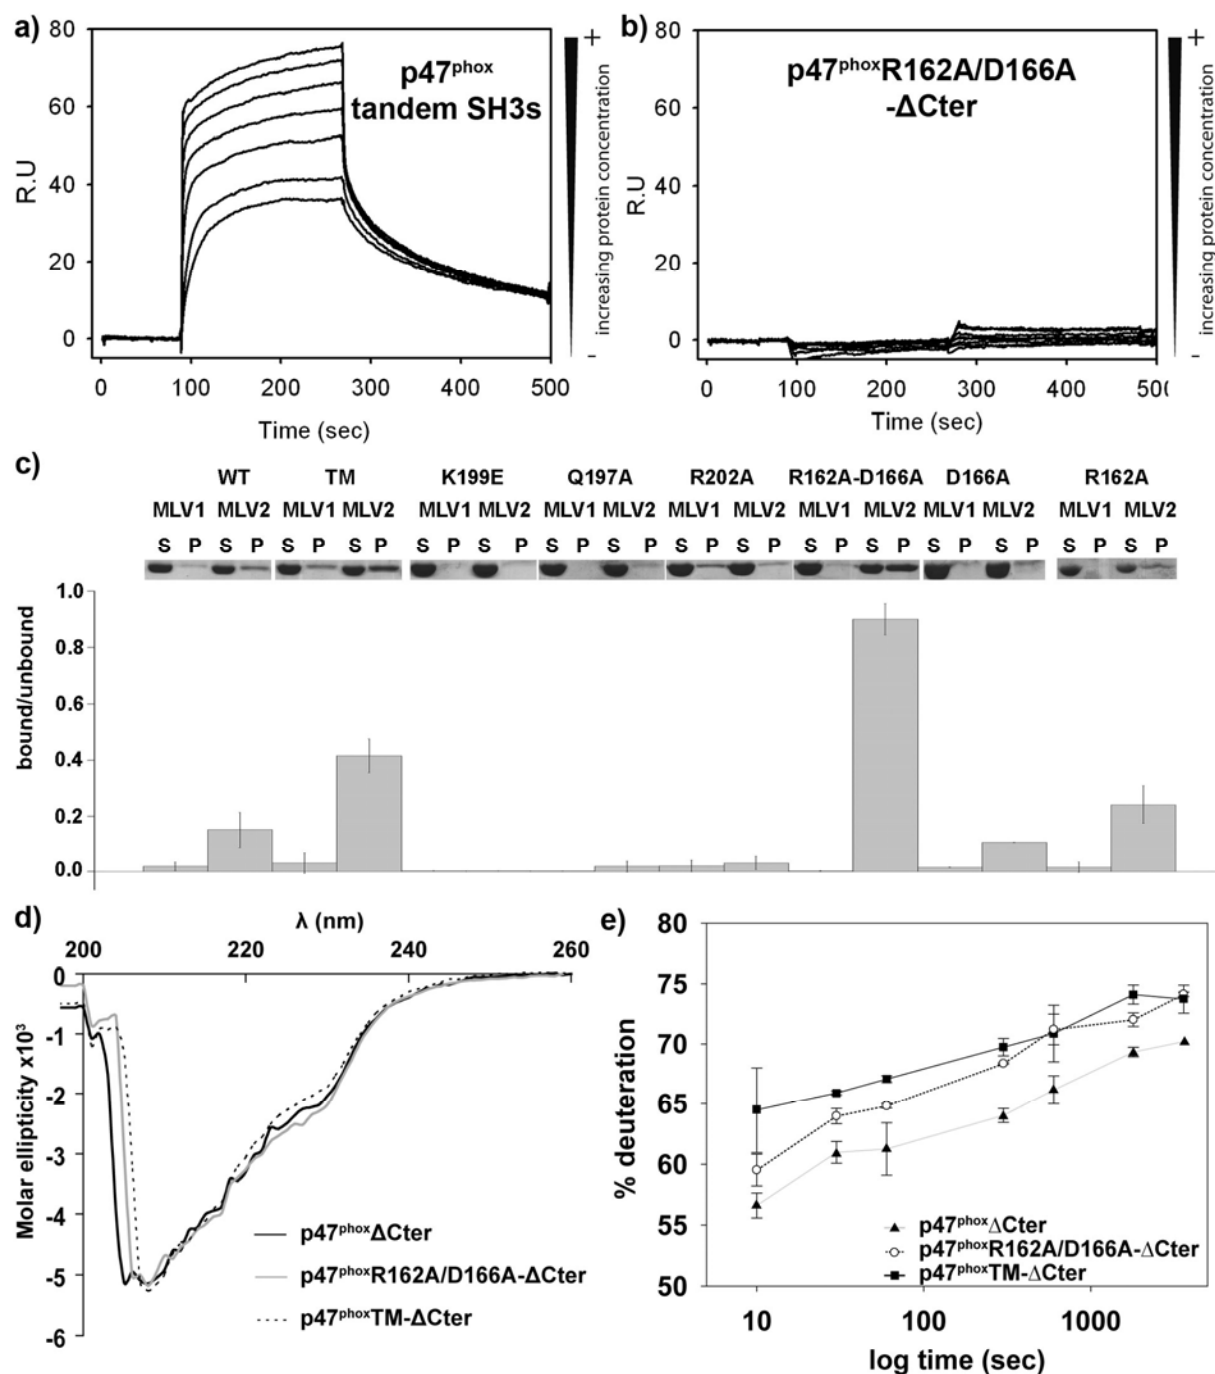 a)
80
60
40
20
0
R.U
p47phox
tandem SH3s
0 100 200 300 400 500
Time (sec)
+
increasing protein concentration
-
b)
80
60
40
20
0
R.U
p47phoxR162A/D166A
-ΔCter
0 100 200 300 400 500
Time (sec)
+
increasing protein concentration
-
c)
WT TM K199E Q197A R202A R162A-D166A D166A R162A
MLV1 MLV2 MLV1 MLV2 MLV1 MLV2 MLV1 MLV2 MLV1 MLV2 MLV1 MLV2 MLV1 MLV2 MLV1 MLV2
S P S P S P S P S P S P S P S P S P S P S P S P S P S P S P S P
1.0
0.8
0.6
0.4
0.2
0.0
bound/unbound
d)
λ (nm)
200 220 240 260
0
-1
-2
-3
-4
-5
-6
Molar ellipticity x10³
p47phoxΔCter
p47phoxR162A/D166A-ΔCter
p47phoxTM-ΔCter
e)
80
75
70
65
60
55
50
% deuteration
p47phoxΔCter
p47phoxR162A/D166A-ΔCter
p47phoxTM-ΔCter
10 100 1000
log time (sec)